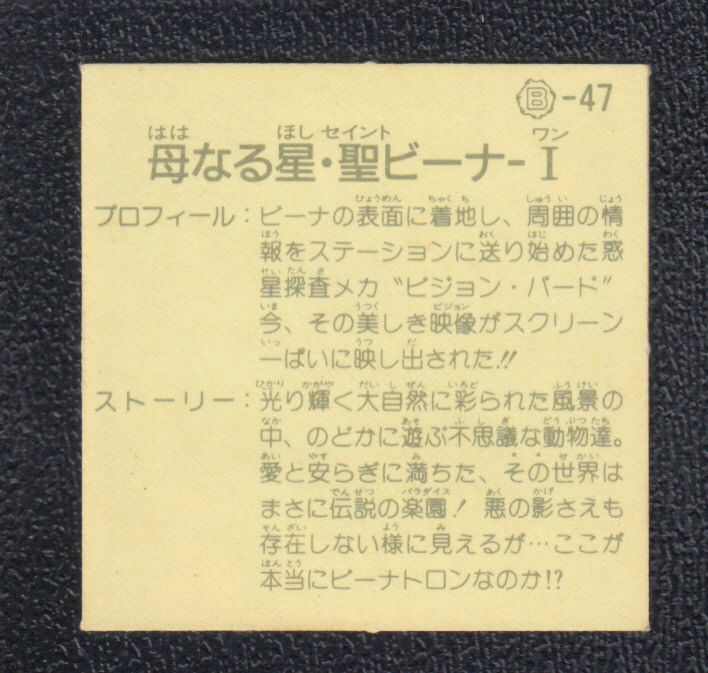 B-47
母なる星・聖ビーナ-I
プロフィール：ビーナの表面に着地し、周囲の情
報をステーションに送り始めた惑
星探査メカ〝ビジョン・バード〟
今、その美しき映像がスクリーン
一ぱいに映し出された!!
ストーリー：光り輝く大自然に彩られた風景の
中、のどかに遊ぶ不思議な動物達。
愛と安らぎに満ちた、その世界は
まさに伝説の楽園！ 悪の影さえも
存在しない様に見えるが…ここが
本当にビーナトロンなのか!?